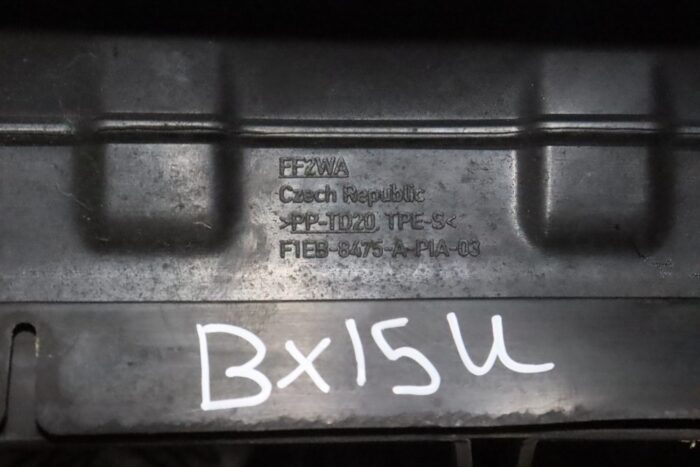 FF2WA
Czech Republic
>PP-TD20 TPE-S<
F1EB-8475-A-PIA-03
Bx15U